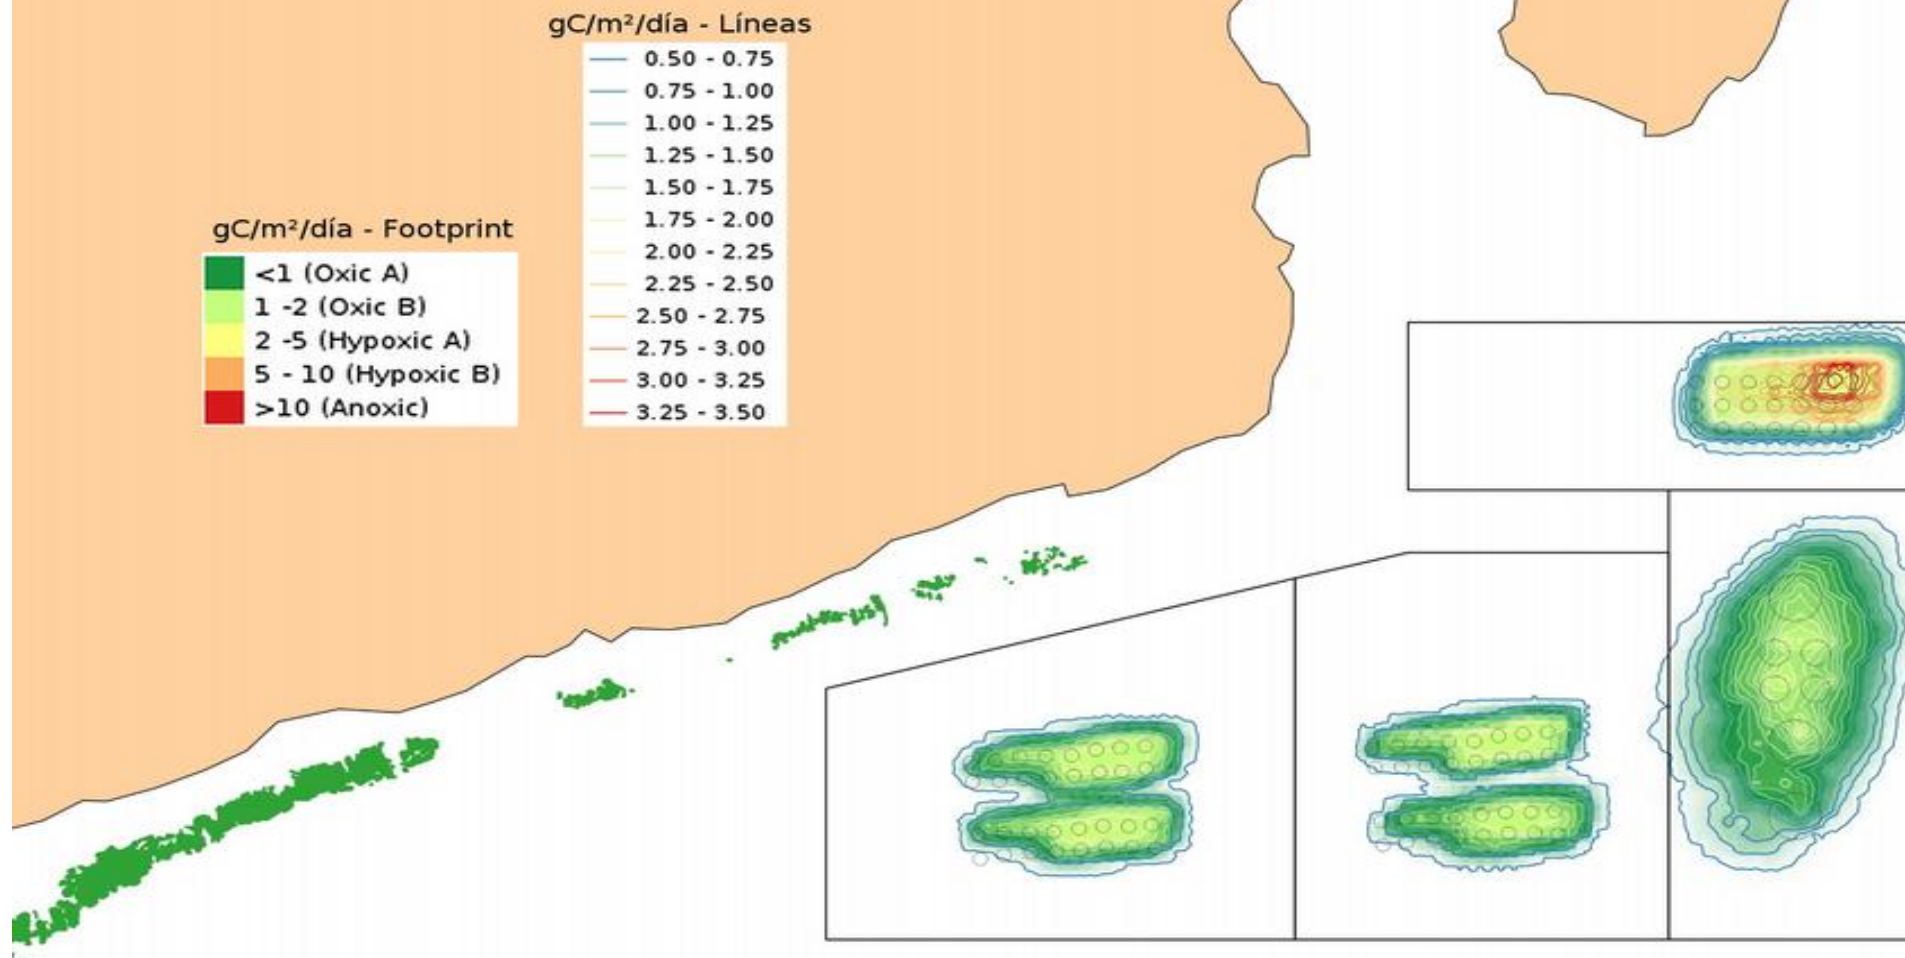 gC/m²/día - Líneas
0.50 - 0.75
0.75 - 1.00
1.00 - 1.25
1.25 - 1.50
1.50 - 1.75
1.75 - 2.00
2.00 - 2.25
2.25 - 2.50
2.50 - 2.75
2.75 - 3.00
3.00 - 3.25
3.25 - 3.50
gC/m²/día - Footprint
<1 (Oxic A)
1 -2 (Oxic B)
2 -5 (Hypoxic A)
5 - 10 (Hypoxic B)
>10 (Anoxic)